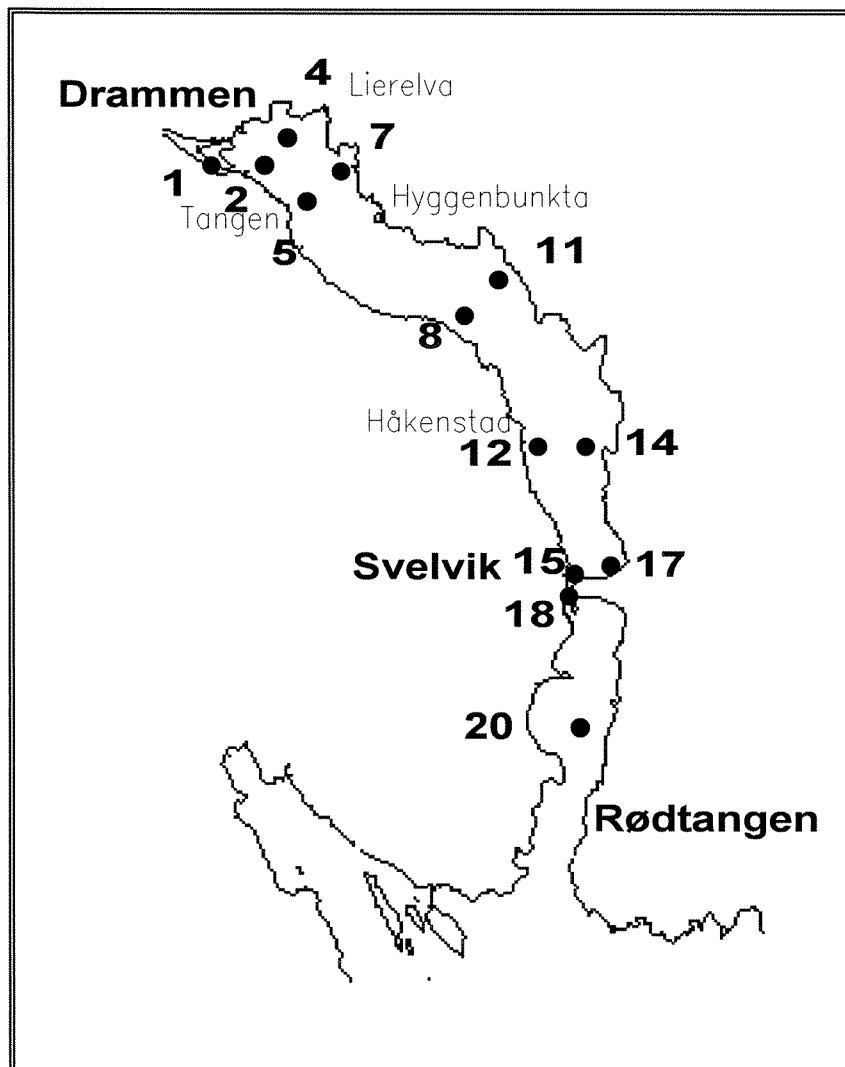 4 Lierelva
Drammen
7
1
2
Hyggenbunkta
Tangen
5
11
8
Håkenstad
12
14
Svelvik
15
17
18
20
Rødtangen